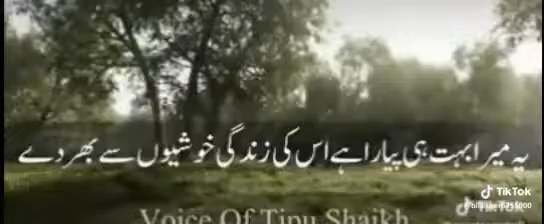 یہ میرا بہت ہی پیارا ہے اس کی زندگی خوشیوں سے بھر دے
TikTok
Voice Of Tipu Shaikh